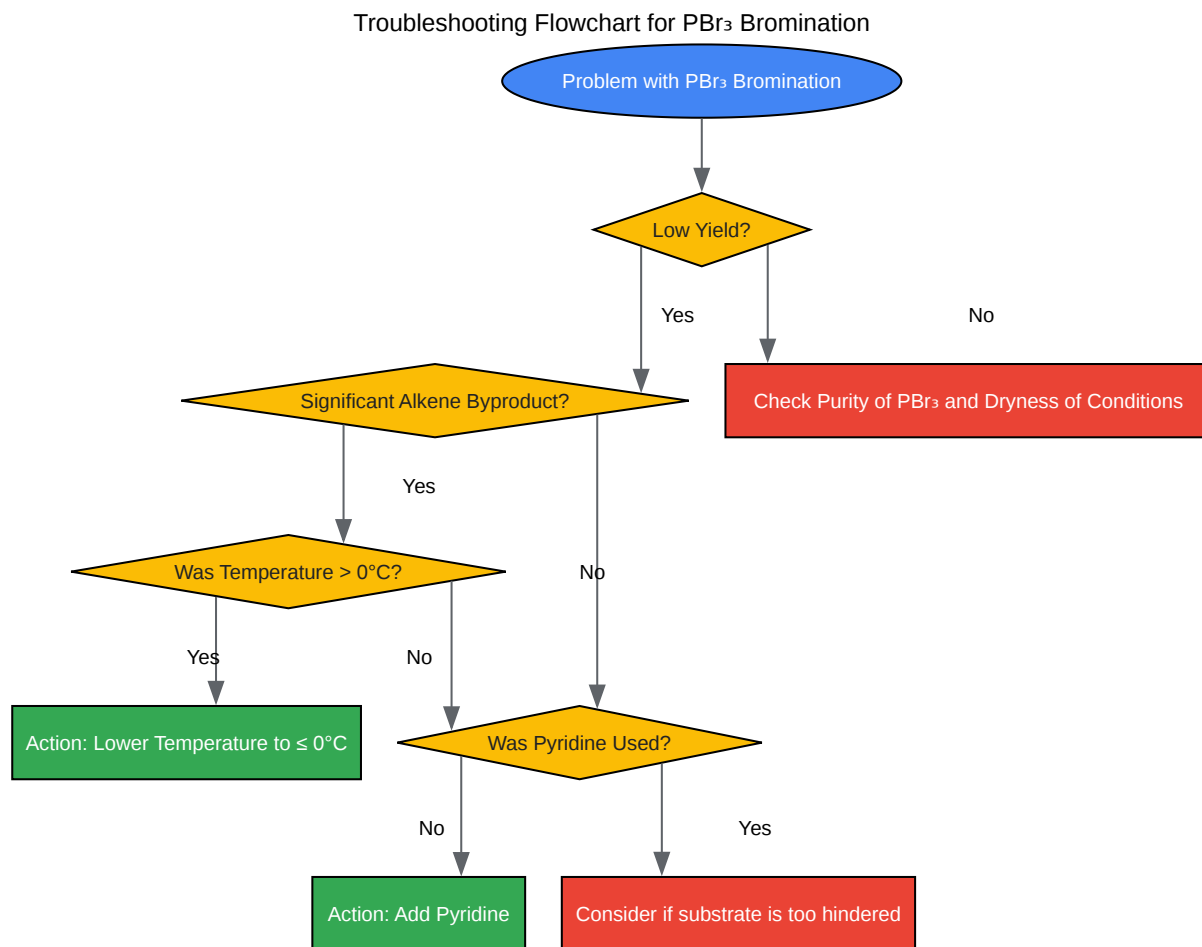 Troubleshooting Flowchart for PBr₃ Bromination
Problem with PBr₃ Bromination
Low Yield?
Yes
No
Significant Alkene Byproduct?
Check Purity of PBr₃ and Dryness of Conditions
Yes
Was Temperature > 0°C?
No
Yes
No
Action: Lower Temperature to ≤ 0°C
Was Pyridine Used?
No
Yes
Action: Add Pyridine
Consider if substrate is too hindered